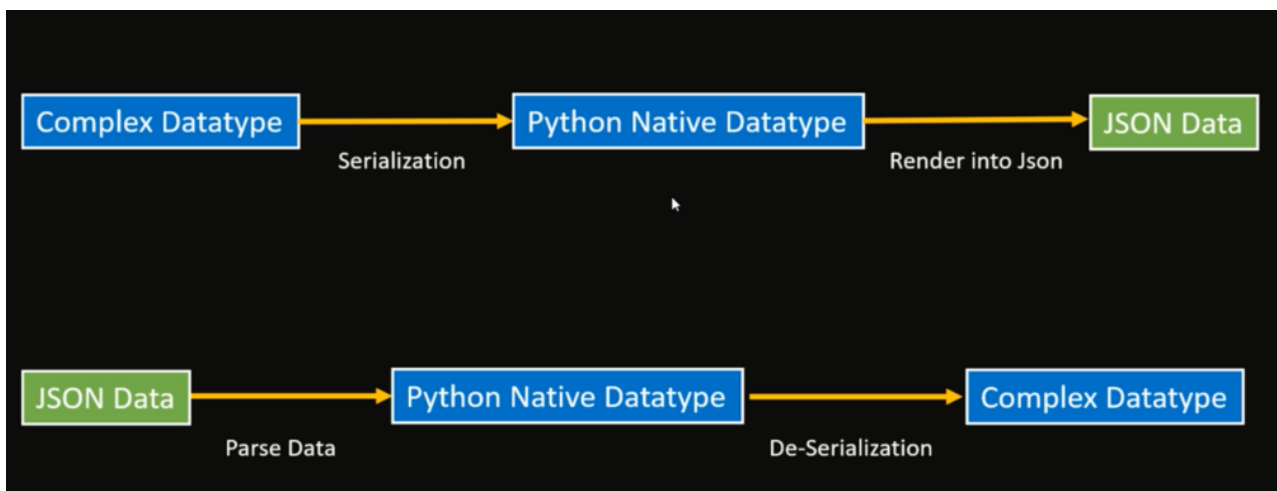 Complex Datatype
Python Native Datatype
JSON Data
Serialization
Render into Json
JSON Data
Python Native Datatype
Complex Datatype
Parse Data
De-Serialization